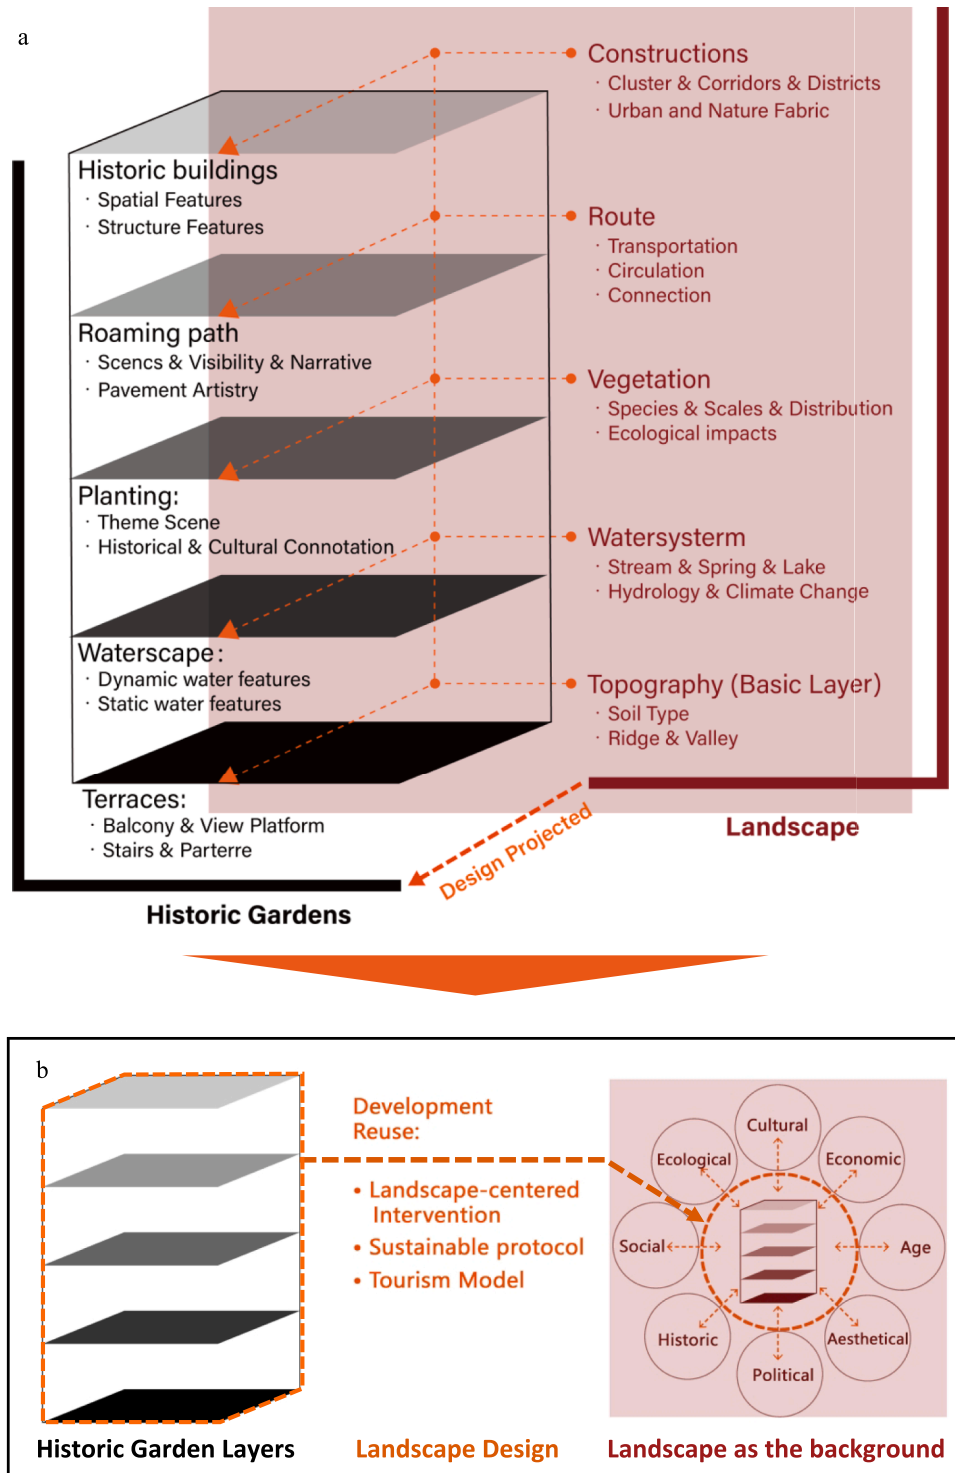 a
Constructions
· Cluster & Corridors & Districts
· Urban and Nature Fabric
Historic buildings
· Spatial Features
· Structure Features
Route
· Transportation
· Circulation
· Connection
Roaming path
· Scencs & Visibility & Narrative
· Pavement Artistry
Vegetation
· Species & Scales & Distribution
· Ecological impacts
Planting:
· Theme Scene
· Historical & Cultural Connotation
Watersysterm
· Stream & Spring & Lake
· Hydrology & Climate Change
Waterscape:
· Dynamic water features
· Static water features
Topography (Basic Layer)
· Soil Type
· Ridge & Valley
Terraces:
· Balcony & View Platform
· Stairs & Parterre
Design Projected
Landscape
Historic Gardens
b
Development
Reuse:
• Landscape-centered
Intervention
• Sustainable protocol
• Tourism Model
Cultural
Ecological
Economic
Social
Age
Historic
Aesthetical
Political
Historic Garden Layers
Landscape Design
Landscape as the background